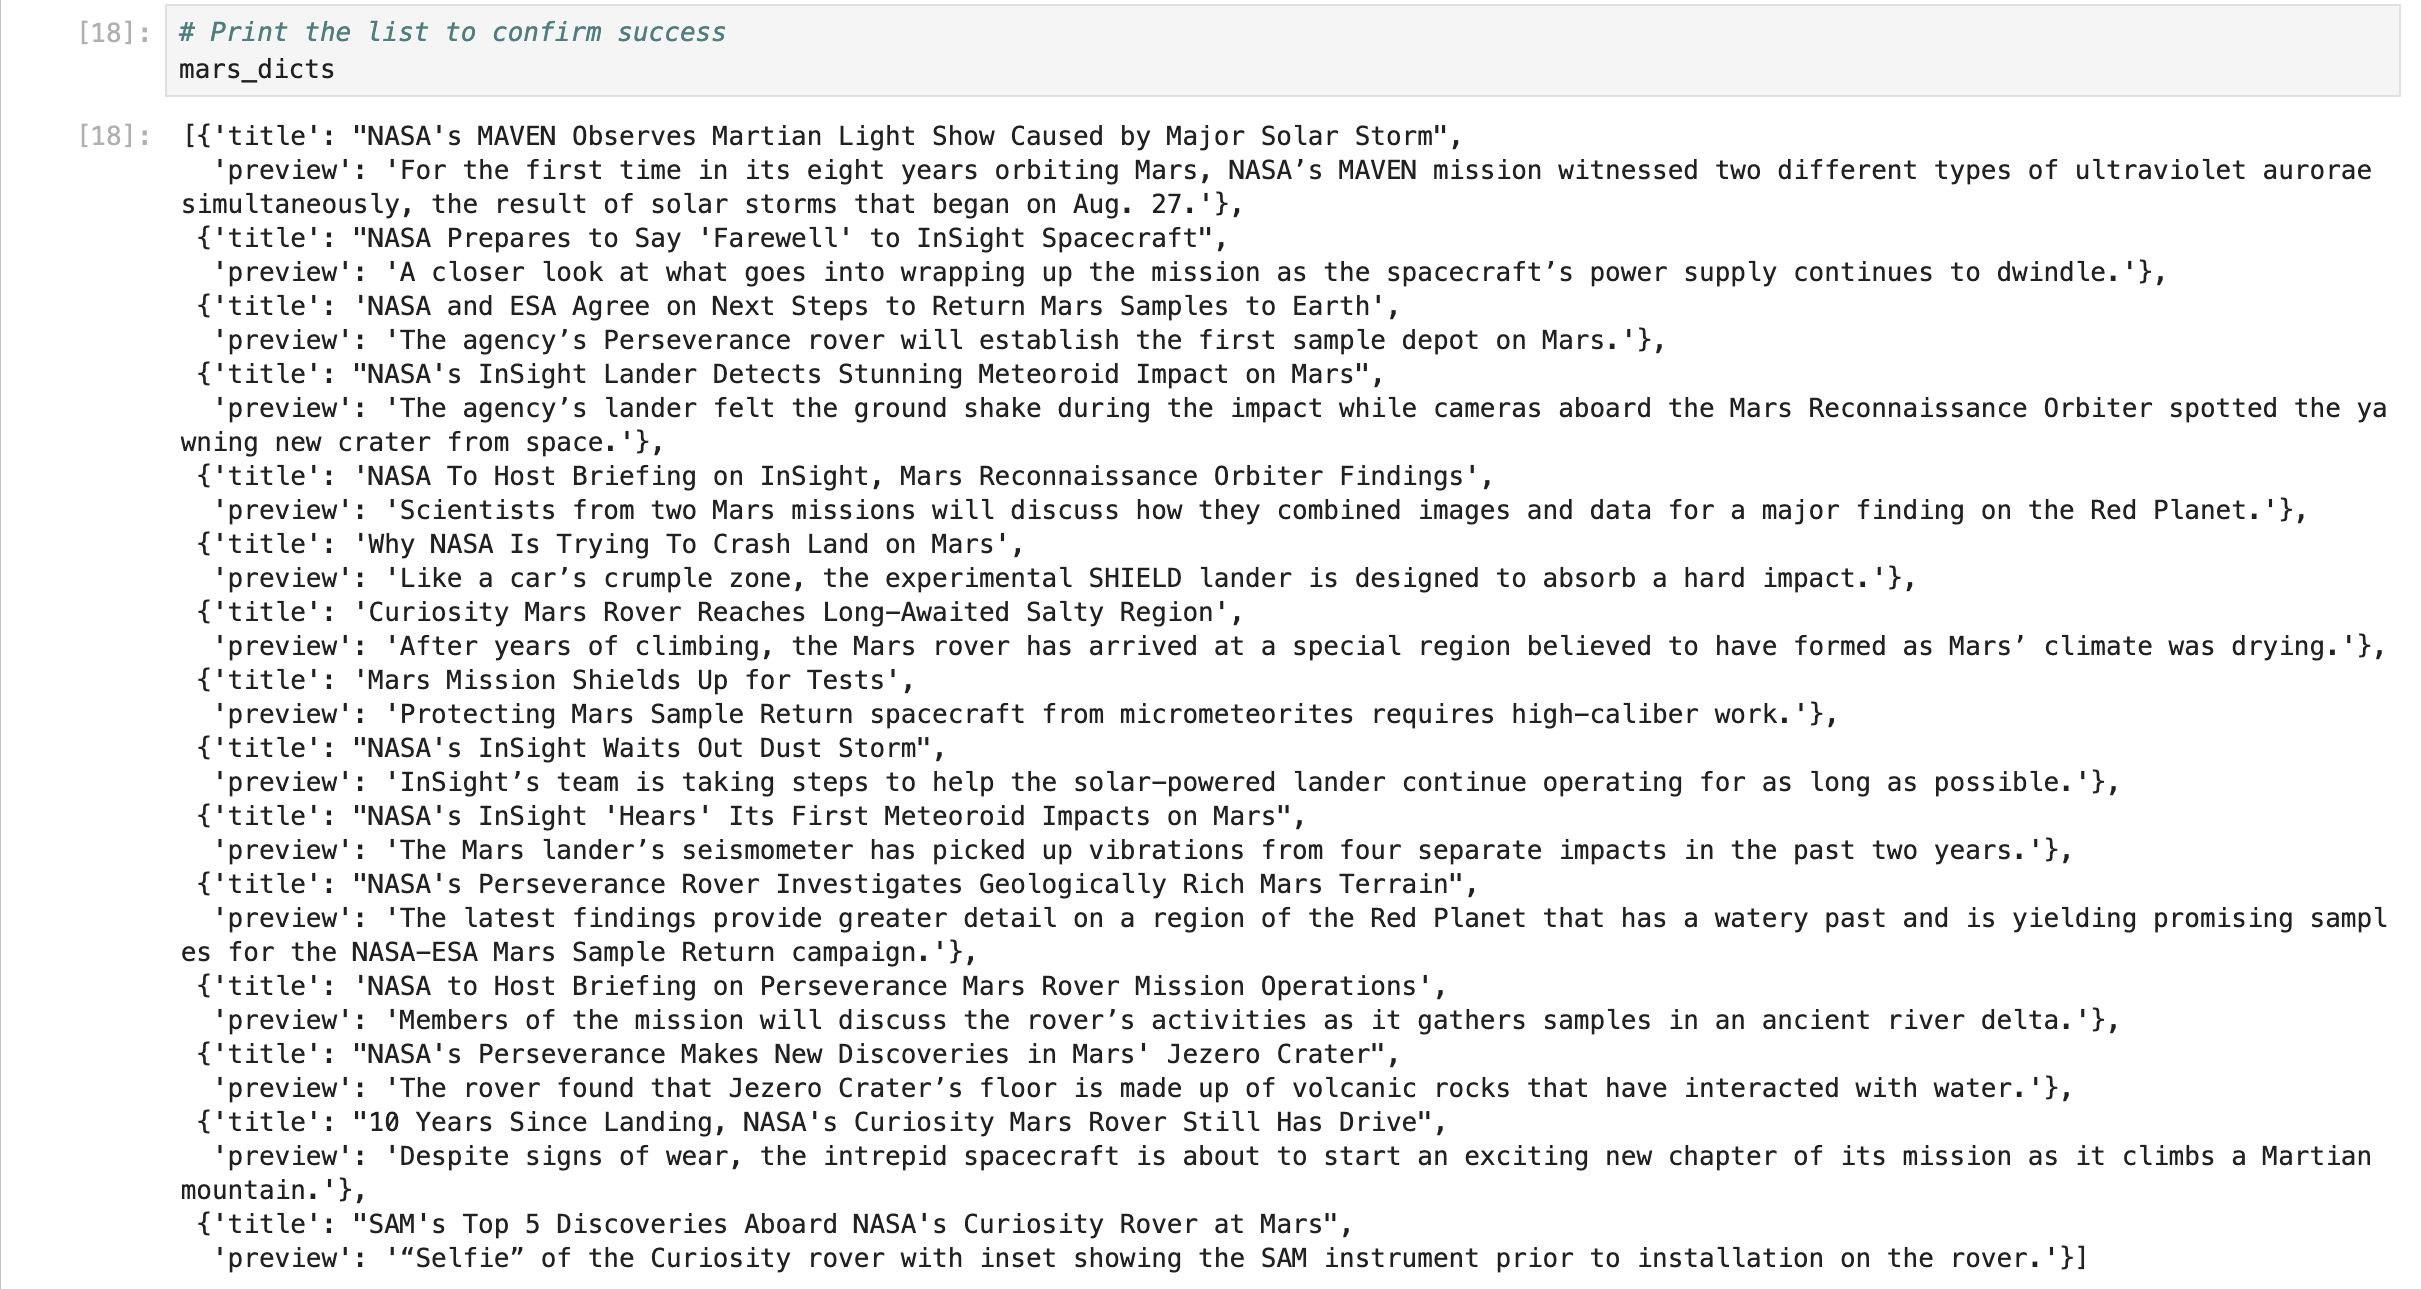 [18]: # Print the list to confirm success
mars_dicts
[18]: [{'title': "NASA's MAVEN Observes Martian Light Show Caused by Major Solar Storm",
'preview': 'For the first time in its eight years orbiting Mars, NASA’s MAVEN mission witnessed two different types of ultraviolet aurorae
simultaneously, the result of solar storms that began on Aug. 27.'},
{'title': "NASA Prepares to Say 'Farewell' to InSight Spacecraft",
'preview': 'A closer look at what goes into wrapping up the mission as the spacecraft’s power supply continues to dwindle.'},
{'title': 'NASA and ESA Agree on Next Steps to Return Mars Samples to Earth',
'preview': 'The agency’s Perseverance rover will establish the first sample depot on Mars.'},
{'title': "NASA's InSight Lander Detects Stunning Meteoroid Impact on Mars",
'preview': 'The agency’s lander felt the ground shake during the impact while cameras aboard the Mars Reconnaissance Orbiter spotted the ya
wning new crater from space.'},
{'title': 'NASA To Host Briefing on InSight, Mars Reconnaissance Orbiter Findings',
'preview': 'Scientists from two Mars missions will discuss how they combined images and data for a major finding on the Red Planet.'},
{'title': 'Why NASA Is Trying To Crash Land on Mars',
'preview': 'Like a car’s crumple zone, the experimental SHIELD lander is designed to absorb a hard impact.'},
{'title': 'Curiosity Mars Rover Reaches Long-Awaited Salty Region',
'preview': 'After years of climbing, the Mars rover has arrived at a special region believed to have formed as Mars’ climate was drying.'},
{'title': 'Mars Mission Shields Up for Tests',
'preview': 'Protecting Mars Sample Return spacecraft from micrometeorites requires high-caliber work.'},
{'title': "NASA's InSight Waits Out Dust Storm",
'preview': 'InSight’s team is taking steps to help the solar-powered lander continue operating for as long as possible.'},
{'title': "NASA's InSight 'Hears' Its First Meteoroid Impacts on Mars",
'preview': 'The Mars lander’s seismometer has picked up vibrations from four separate impacts in the past two years.'},
{'title': "NASA's Perseverance Rover Investigates Geologically Rich Mars Terrain",
'preview': 'The latest findings provide greater detail on a region of the Red Planet that has a watery past and is yielding promising sampl
es for the NASA-ESA Mars Sample Return campaign.'},
{'title': 'NASA to Host Briefing on Perseverance Mars Rover Mission Operations',
'preview': 'Members of the mission will discuss the rover’s activities as it gathers samples in an ancient river delta.'},
{'title': "NASA's Perseverance Makes New Discoveries in Mars' Jezero Crater",
'preview': 'The rover found that Jezero Crater’s floor is made up of volcanic rocks that have interacted with water.'},
{'title': "10 Years Since Landing, NASA's Curiosity Mars Rover Still Has Drive",
'preview': 'Despite signs of wear, the intrepid spacecraft is about to start an exciting new chapter of its mission as it climbs a Martian
mountain.'},
{'title': "SAM's Top 5 Discoveries Aboard NASA's Curiosity Rover at Mars",
'preview': '“Selfie” of the Curiosity rover with inset showing the SAM instrument prior to installation on the rover.'}]